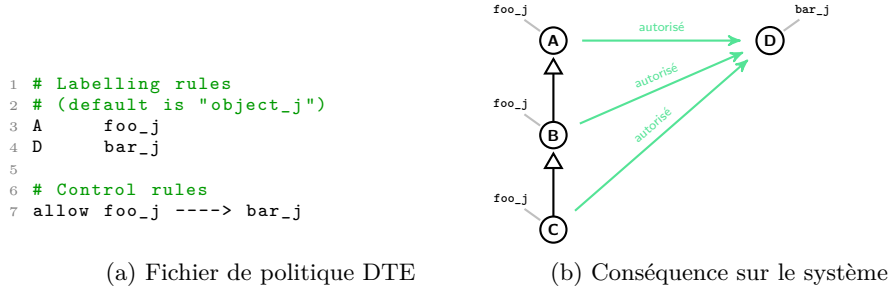 1 # Labelling rules
2 # (default is "object_j")
3 A foo_j
4 D bar_j
5
6 # Control rules
7 allow foo_j ----> bar_j
(a) Fichier de politique DTE
foo_j
bar_j
A
autorisé
D
autorisé
foo_j
B
autorisé
foo_j
C
(b) Conséquence sur le système